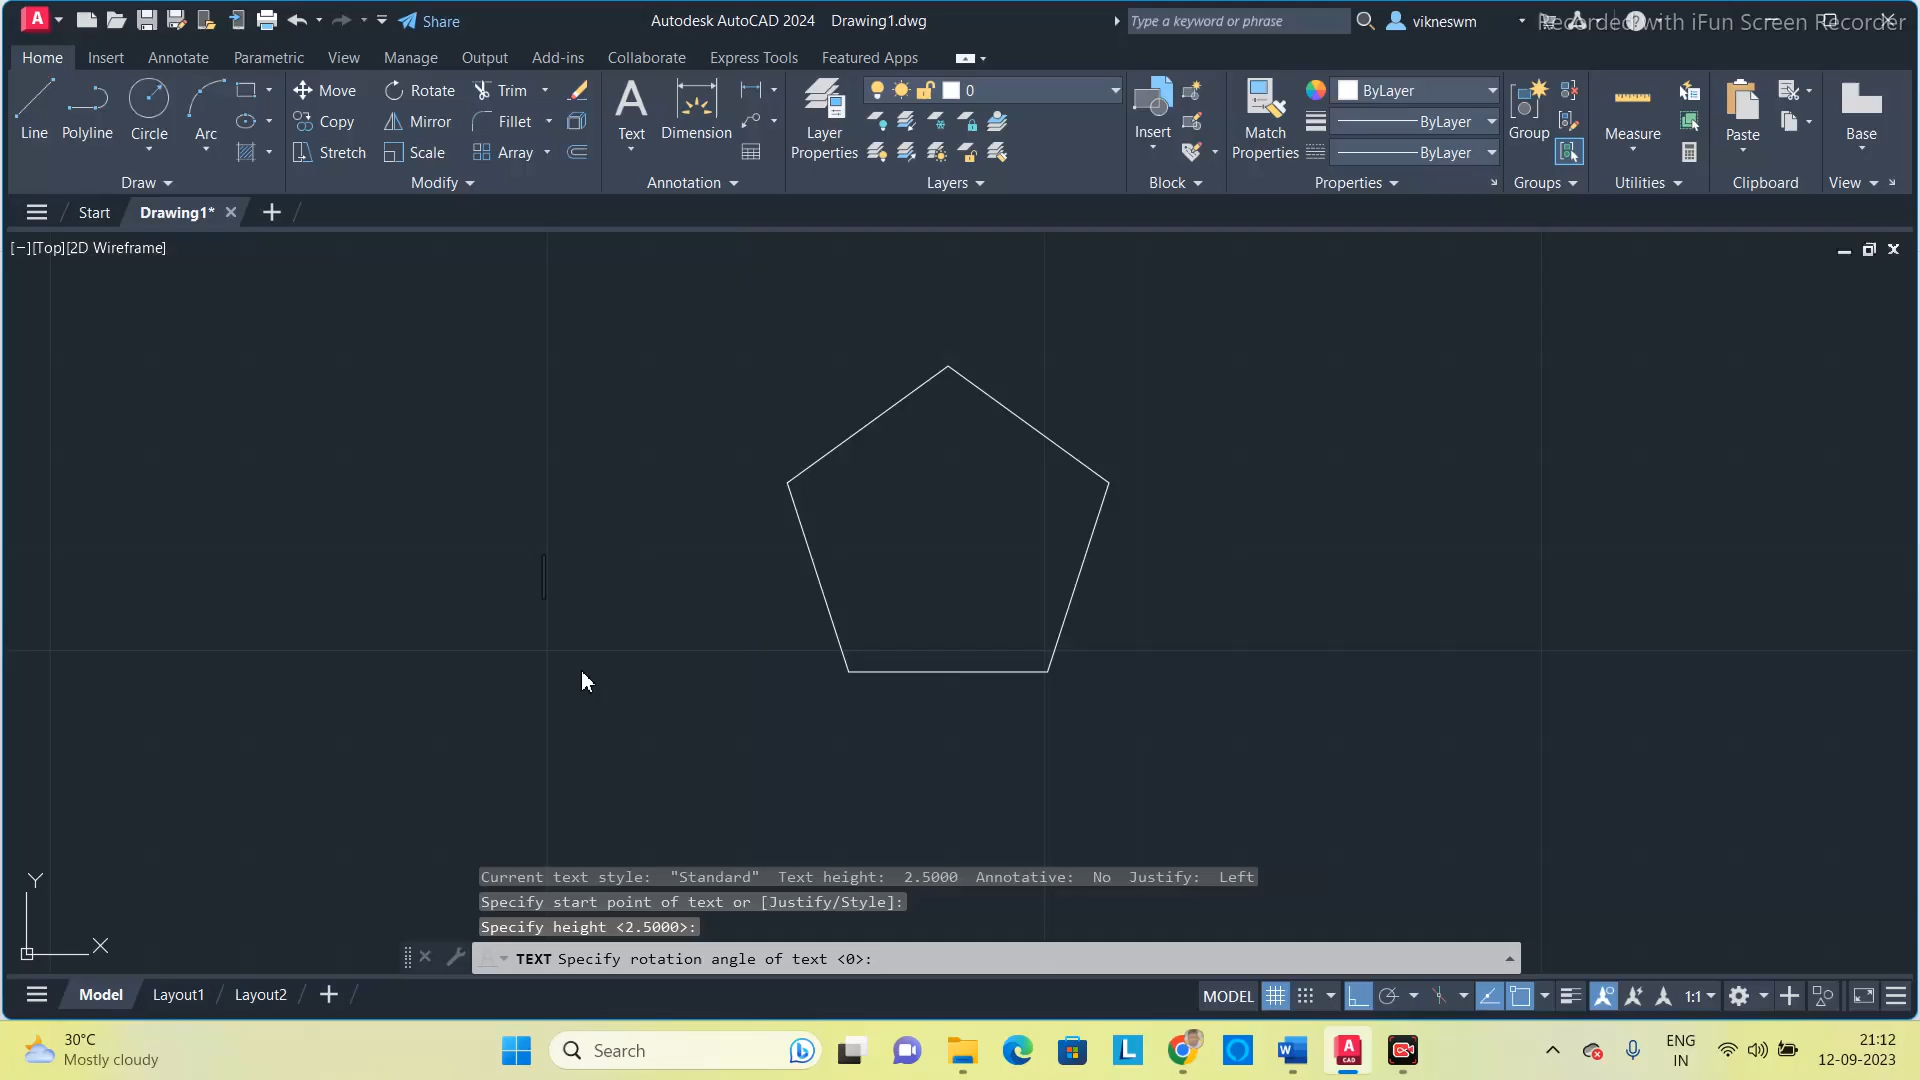 Share
Autodesk AutoCAD 2024 Drawing1.dwg
Type a keyword or phrase
vikneswm
Recorded with iFun Screen Recorder
Home Insert Annotate Parametric View Manage Output Add-ins Collaborate Express Tools Featured Apps
Line Polyline Circle Arc
Move Rotate Trim
Copy Mirror Fillet
Stretch Scale Array
Text Dimension
Layer Properties
0
Insert
Match Properties
ByLayer
ByLayer
ByLayer
Group Measure Paste Base
Draw Modify Annotation Layers Block Properties Groups Utilities Clipboard View
Start Drawing1*
[−][Top][2D Wireframe]
Y
X
Current text style: "Standard" Text height: 2.5000 Annotative: No Justify: Left
Specify start point of text or [Justify/Style]:
Specify height <2.5000>:
TEXT Specify rotation angle of text <0>:
Model Layout1 Layout2
MODEL 1:1
30°C
Mostly cloudy
Search
ENG
IN
21:12
12-09-2023